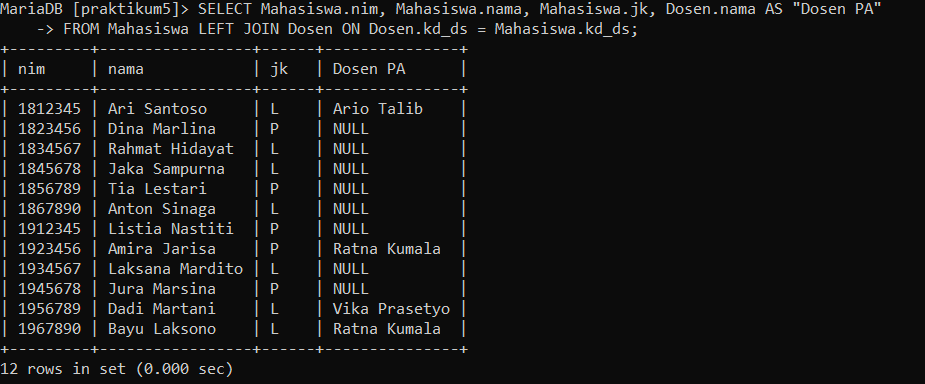 MariaDB [praktikum5]> SELECT Mahasiswa.nim, Mahasiswa.nama, Mahasiswa.jk, Dosen.nama AS "Dosen PA"
    -> FROM Mahasiswa LEFT JOIN Dosen ON Dosen.kd_ds = Mahasiswa.kd_ds;
+---------+-----------------+------+---------------+
| nim     | nama            | jk   | Dosen PA      |
+---------+-----------------+------+---------------+
| 1812345 | Ari Santoso     | L    | Ario Talib    |
| 1823456 | Dina Marlina    | P    | NULL          |
| 1834567 | Rahmat Hidayat  | L    | NULL          |
| 1845678 | Jaka Sampurna   | L    | NULL          |
| 1856789 | Tia Lestari     | P    | NULL          |
| 1867890 | Anton Sinaga    | L    | NULL          |
| 1912345 | Listia Nastiti  | P    | NULL          |
| 1923456 | Amira Jarisa    | P    | Ratna Kumala  |
| 1934567 | Laksana Mardito | L    | NULL          |
| 1945678 | Jura Marsina    | P    | NULL          |
| 1956789 | Dadi Martani    | L    | Vika Prasetyo |
| 1967890 | Bayu Laksono    | L    | Ratna Kumala  |
+---------+-----------------+------+---------------+
12 rows in set (0.000 sec)